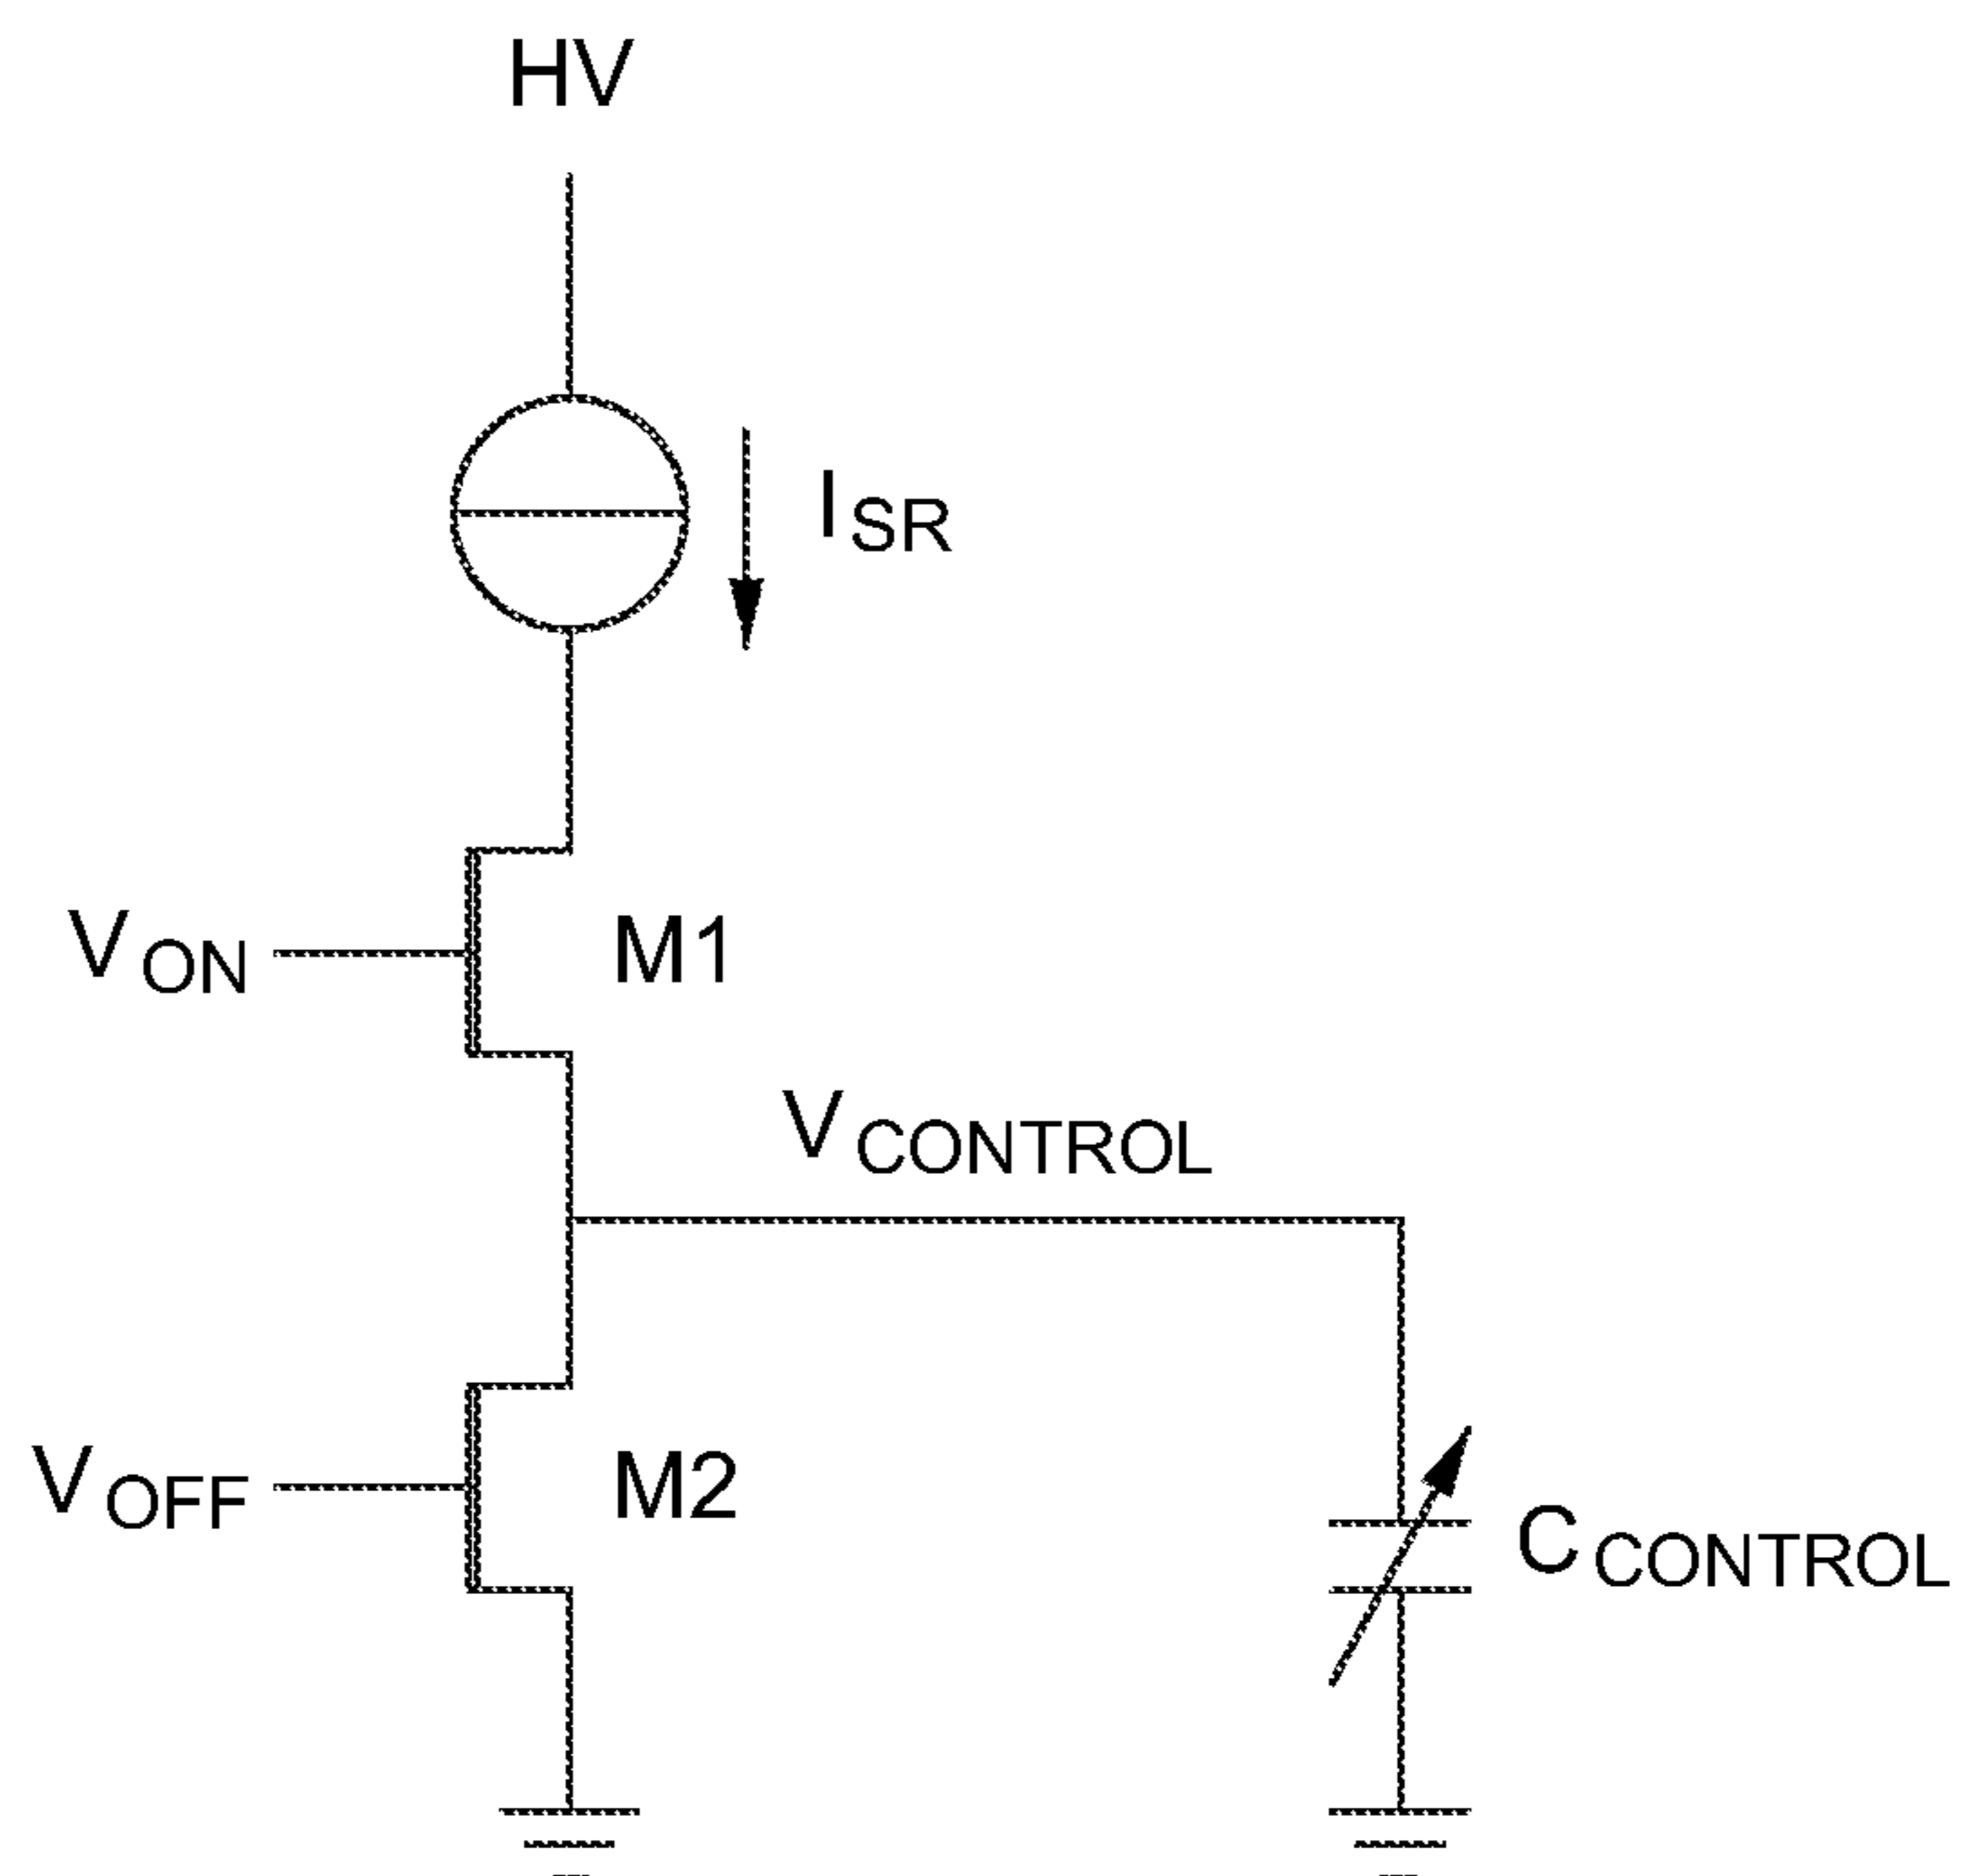 HV
I SR
V ON
M1
V CONTROL
V OFF
M2
C CONTROL